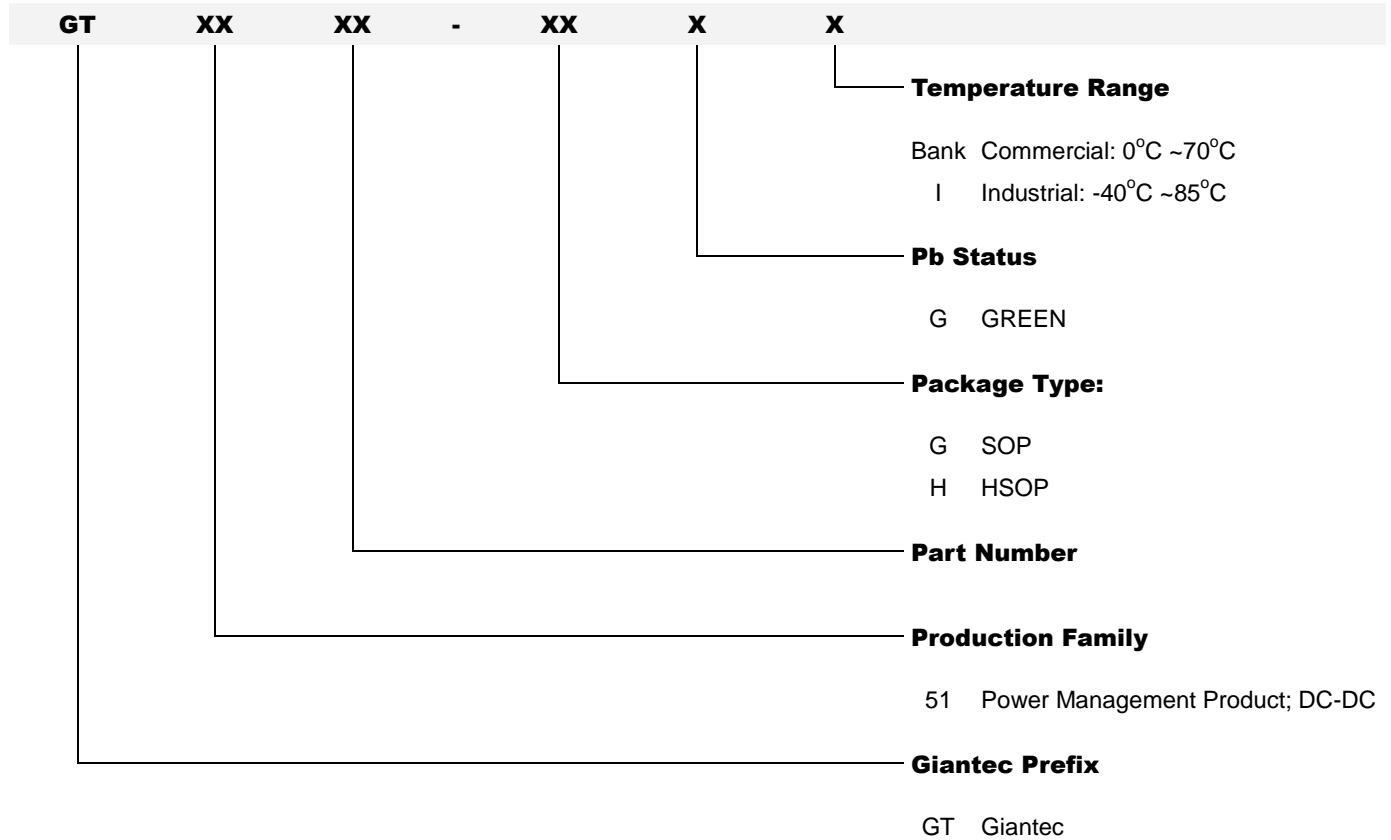 GT XX XX - XX X X
Temperature Range
Bank Commercial: 0°C ~70°C
I Industrial: -40°C ~85°C
Pb Status
G GREEN
Package Type:
G SOP
H HSOP
Part Number
Production Family
51 Power Management Product; DC-DC
Giantec Prefix
GT Giantec